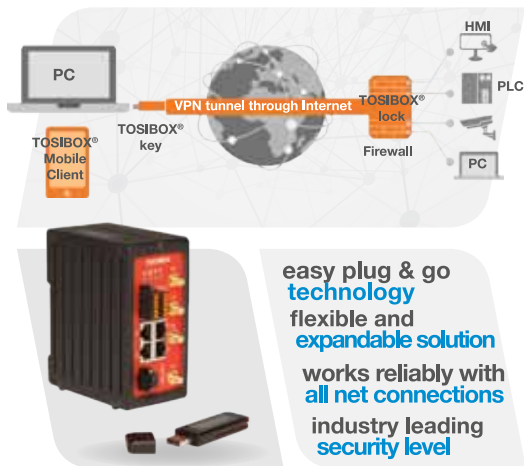 HMI
PC
PLC
VPN tunnel through Internet
TOSIBOX®
lock
TOSIBOX®
key
Firewall
TOSIBOX®
Mobile
Client
PC
TOSIBOX
easy plug & go
technology
flexible and
expandable solution
works reliably with
all net connections
industry leading
security level